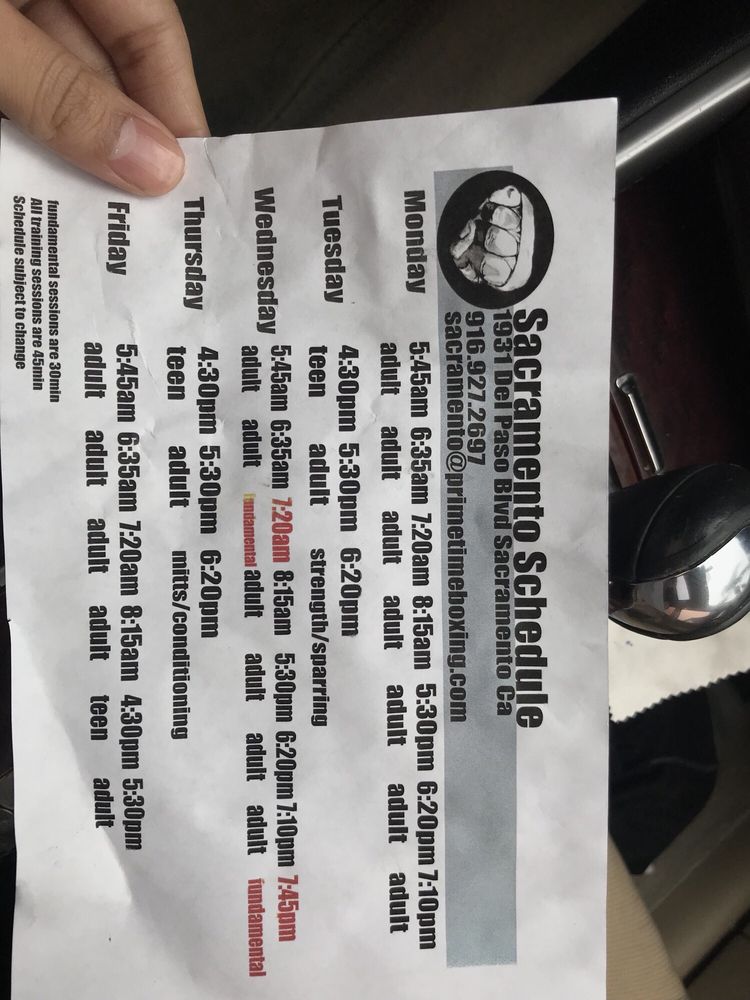 Sacramento Schedule
1931 Del Paso Blvd Sacramento Ca
916.927.2697
sacramento@primetimeboxing.com
Monday 5:45am 6:35am 7:20am 8:15am 5:30pm 6:20pm 7:10pm
adult adult adult adult adult adult adult
Tuesday 4:30pm 5:30pm 6:20pm
teen adult strength/sparring
Wednesday 5:45am 6:35am 7:20am 8:15am 5:30pm 6:20pm 7:10pm 7:45pm
adult adult fundamental adult adult adult adult fundamental
Thursday 4:30pm 5:30pm 6:20pm
teen adult mitts/conditioning
Friday 5:45am 6:35am 7:20am 8:15am 4:30pm 5:30pm
adult adult adult adult teen adult
fundamental sessions are 30min
All training sessions are 45min
Schedule subject to change